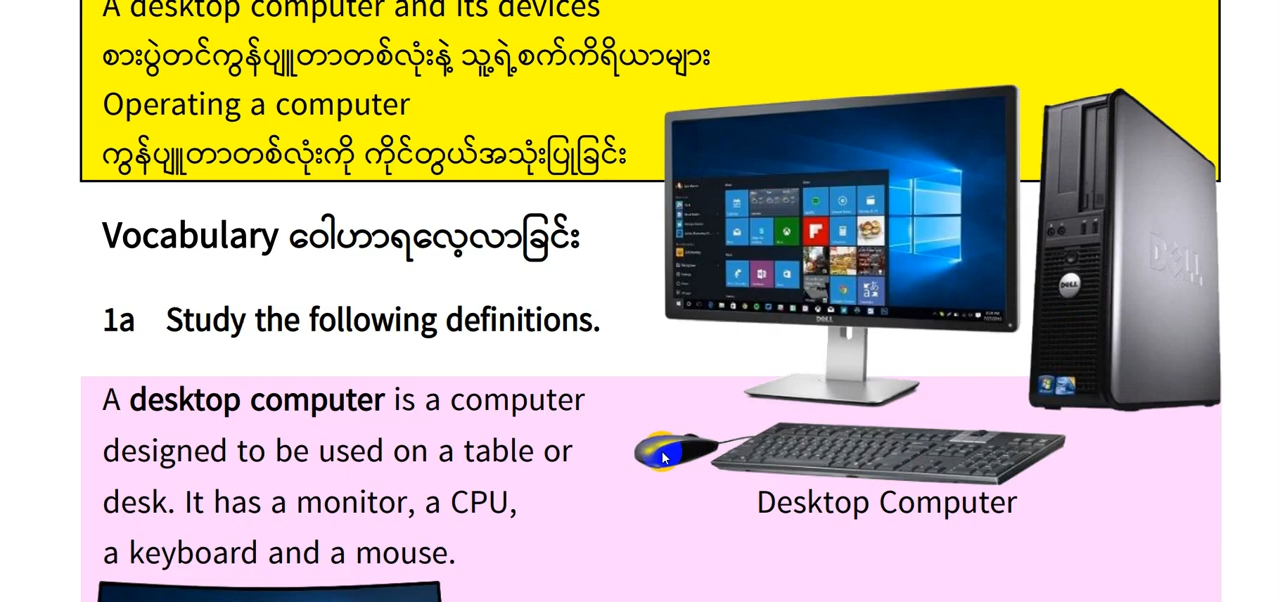 A desktop computer and its devices
စားပွဲတင်ကွန်ပျူတာတစ်လုံးနဲ့ သူ့ရဲ့စက်ကိရိယာများ
Operating a computer
ကွန်ပျူတာတစ်လုံးကို ကိုင်တွယ်အသုံးပြုခြင်း
Vocabulary ဝေါဟာရလေ့လာခြင်း
1a Study the following definitions.
DELL
DELL
DELL
A desktop computer is a computer
designed to be used on a table or
desk. It has a monitor, a CPU,
a keyboard and a mouse.
Desktop Computer